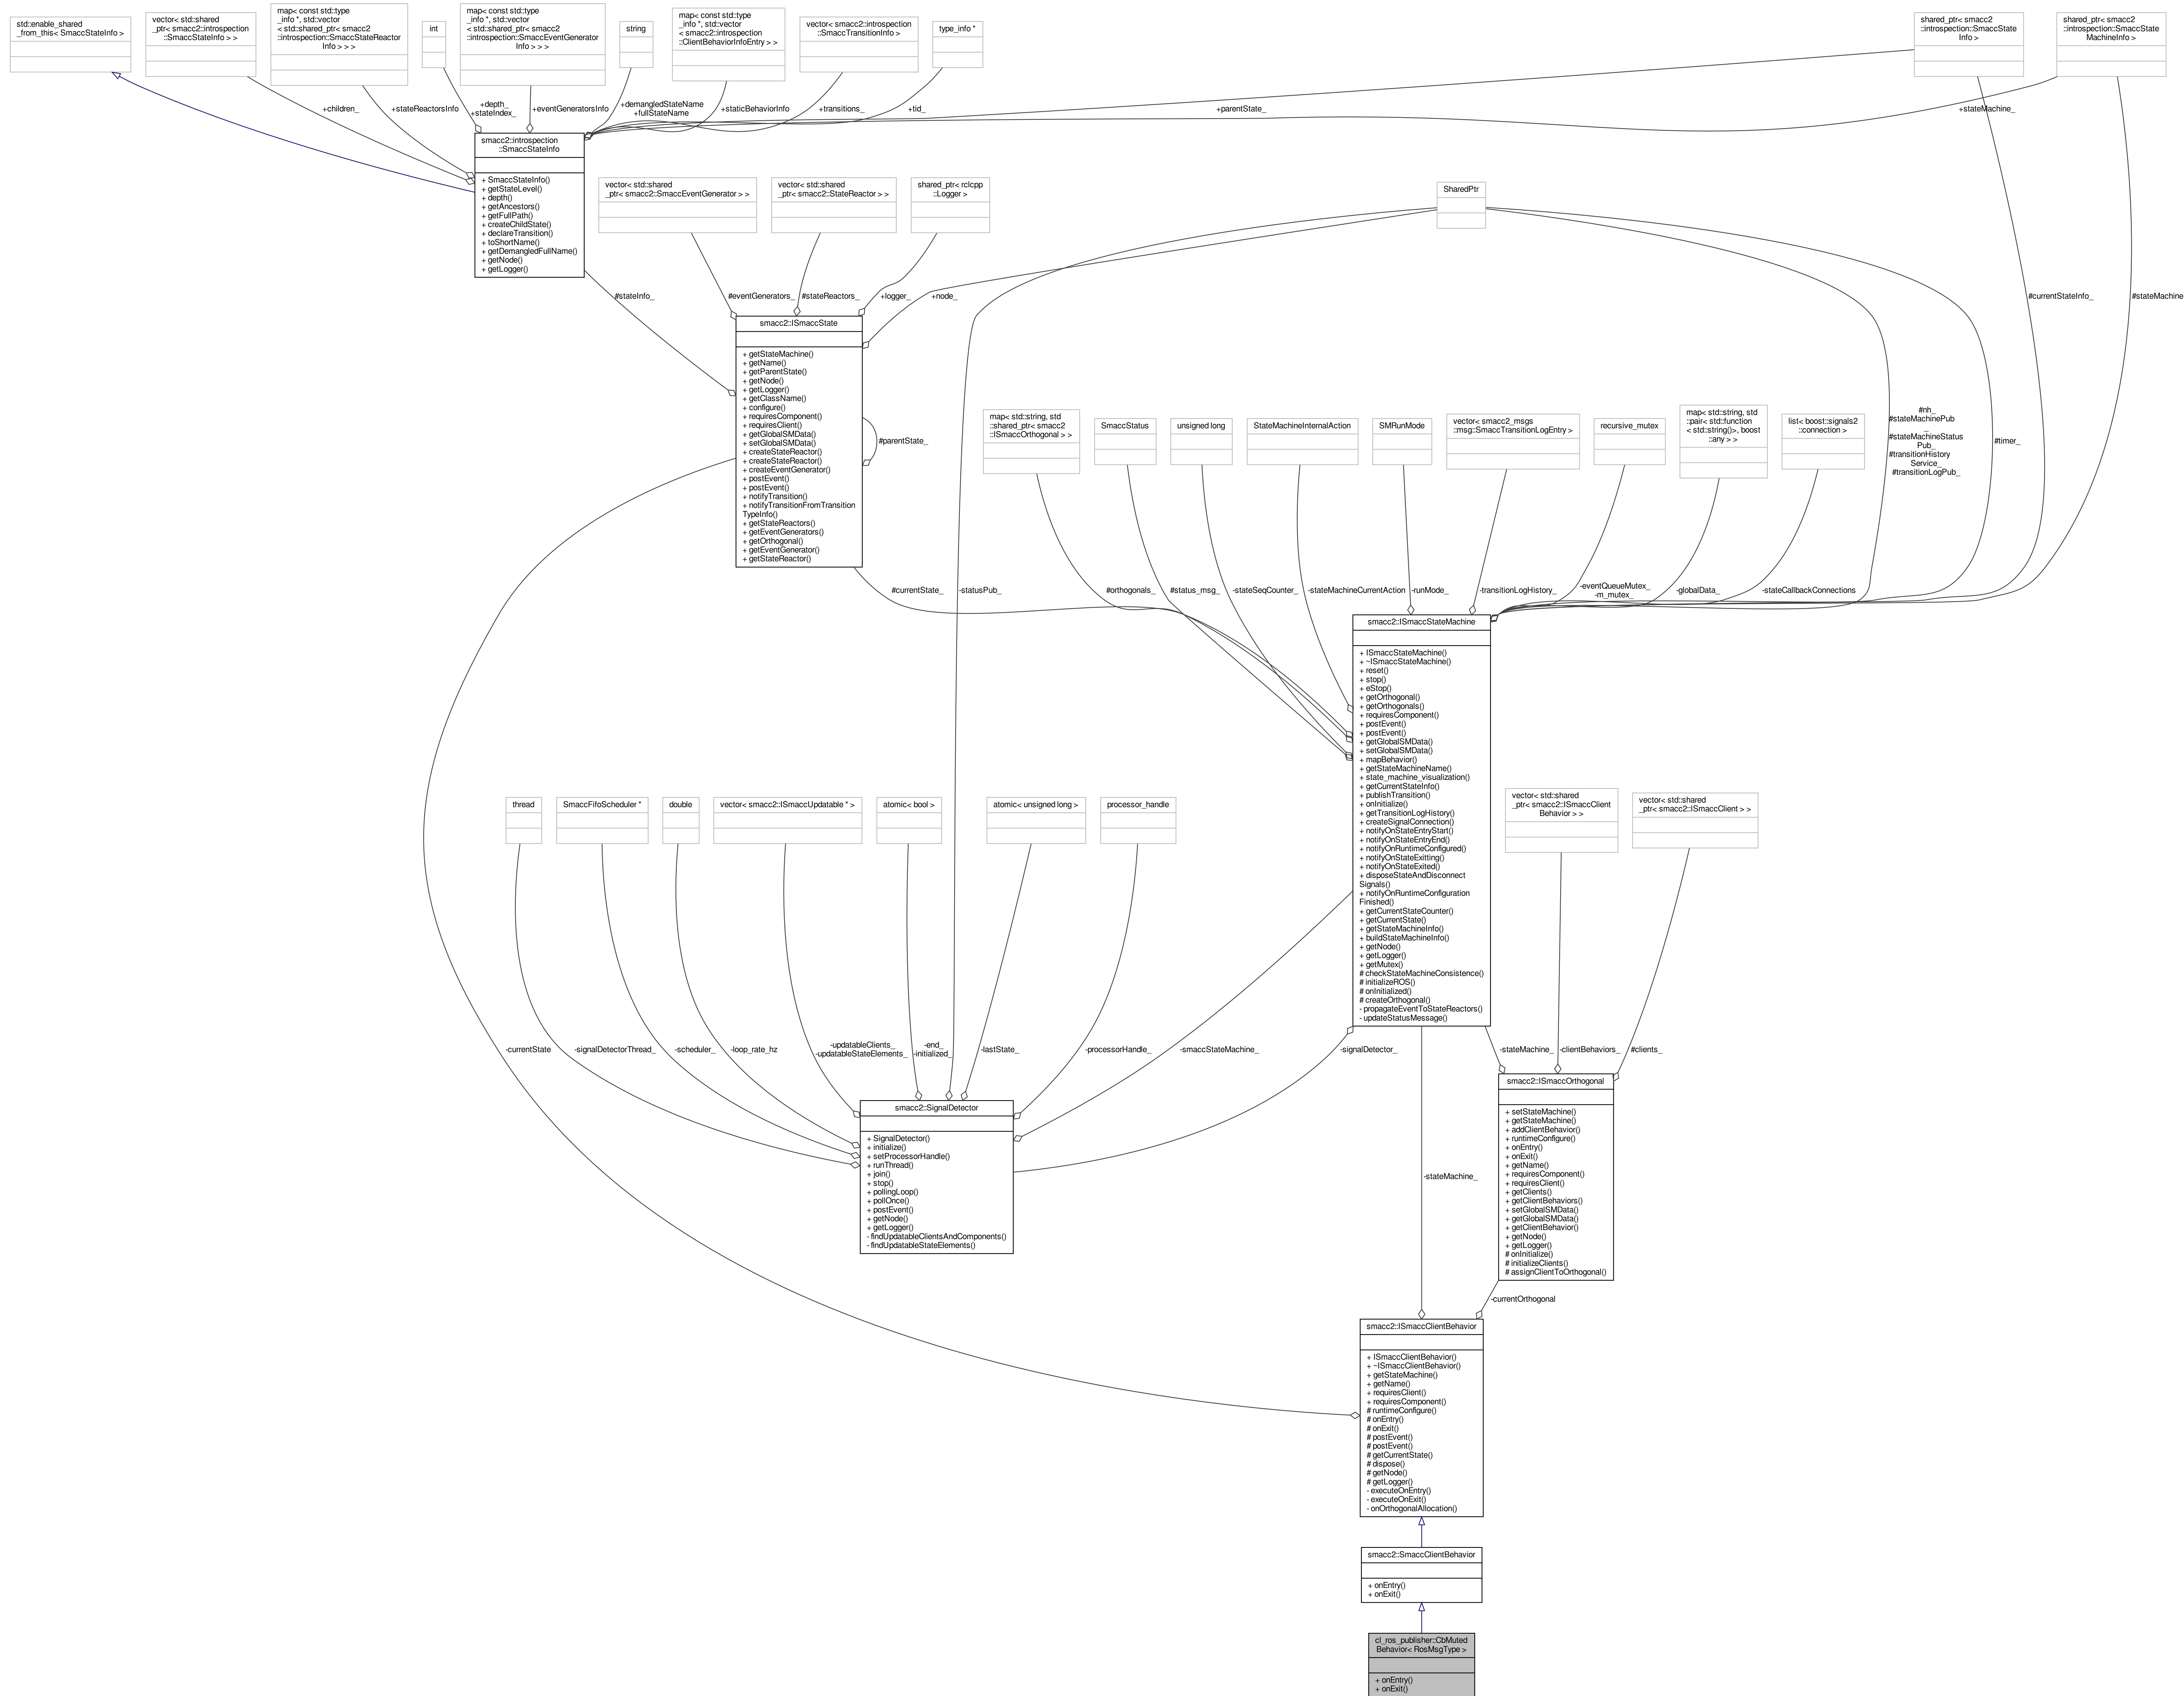 std::enable_shared
_from_this< SmaccStateInfo >
vector< std::shared
_ptr< smacc2::introspection
::SmaccStateInfo > >
map< const std::type
_info *, std::vector
< std::shared_ptr< smacc2
::introspection::SmaccStateReactor
Info > > >
int
map< const std::type
_info *, std::vector
< std::shared_ptr< smacc2
::introspection::SmaccEventGenerator
Info > > >
string
map< const std::type
_info *, std::vector
< smacc2::introspection
::ClientBehaviorInfoEntry > >
vector< smacc2::introspection
::SmaccTransitionInfo >
type_info *
shared_ptr< smacc2
::introspection::SmaccState
Info >
shared_ptr< smacc2
::introspection::SmaccState
MachineInfo >
+children_
+stateReactorsInfo
+depth_
+stateIndex_
+eventGeneratorsInfo
+demangledStateName
+fullStateName
+staticBehaviorInfo
+transitions_
+tid_
+parentState_
+stateMachine_
smacc2::introspection
::SmaccStateInfo
+ SmaccStateInfo()
+ getStateLevel()
+ depth()
+ getAncestors()
+ getFullPath()
+ createChildState()
+ declareTransition()
+ toShortName()
+ getDemangledFullName()
+ getNode()
+ getLogger()
vector< std::shared
_ptr< smacc2::SmaccEventGenerator > >
vector< std::shared
_ptr< smacc2::StateReactor > >
shared_ptr< rclcpp
::Logger >
SharedPtr
#stateInfo_
#eventGenerators_
#stateReactors_
+logger_
+node_
#currentStateInfo_
#stateMachine
smacc2::ISmaccState
+ getStateMachine()
+ getName()
+ getParentState()
+ getNode()
+ getLogger()
+ getClassName()
+ configure()
+ requiresComponent()
+ requiresClient()
+ getGlobalSMData()
+ setGlobalSMData()
+ createStateReactor()
+ createStateReactor()
+ createEventGenerator()
+ postEvent()
+ postEvent()
+ notifyTransition()
+ notifyTransitionFromTransition
TypeInfo()
+ getStateReactors()
+ getEventGenerators()
+ getOrthogonal()
+ getEventGenerator()
+ getStateReactor()
#parentState_
map< std::string, std
::shared_ptr< smacc2
::ISmaccOrthogonal > >
SmaccStatus
unsigned long
StateMachineInternalAction
SMRunMode
vector< smacc2_msgs
::msg::SmaccTransitionLogEntry >
recursive_mutex
map< std::string, std
::pair< std::function
< std::string()>, boost
::any > >
list< boost::signals2
::connection >
#nh_
#stateMachinePub
_
#stateMachineStatus
Pub_
#transitionHistory
Service_
#transitionLogPub_
#timer_
#currentState_
-statusPub_
#orthogonals_
#status_msg_
-stateSeqCounter_
-stateMachineCurrentAction
-runMode_
-transitionLogHistory_
-eventQueueMutex_
-m_mutex_
-globalData_
-stateCallbackConnections
smacc2::ISmaccStateMachine
+ ISmaccStateMachine()
+ ~ISmaccStateMachine()
+ reset()
+ stop()
+ eStop()
+ getOrthogonal()
+ getOrthogonals()
+ requiresComponent()
+ postEvent()
+ postEvent()
+ getGlobalSMData()
+ setGlobalSMData()
+ mapBehavior()
+ getStateMachineName()
+ state_machine_visualization()
+ getCurrentStateInfo()
+ publishTransition()
+ onInitialize()
+ getTransitionLogHistory()
+ createSignalConnection()
+ notifyOnStateEntryStart()
+ notifyOnStateEntryEnd()
+ notifyOnRuntimeConfigured()
+ notifyOnStateExitting()
+ notifyOnStateExited()
+ disposeStateAndDisconnect
Signals()
+ notifyOnRuntimeConfiguration
Finished()
+ getCurrentStateCounter()
+ getCurrentState()
+ getStateMachineInfo()
+ buildStateMachineInfo()
+ getNode()
+ getLogger()
+ getMutex()
# checkStateMachineConsistence()
# initializeROS()
# onInitialized()
# createOrthogonal()
- propagateEventToStateReactors()
- updateStatusMessage()
thread
SmaccFifoScheduler *
double
vector< smacc2::ISmaccUpdatable * >
atomic< bool >
atomic< unsigned long >
processor_handle
vector< std::shared
_ptr< smacc2::ISmaccClient
Behavior > >
vector< std::shared
_ptr< smacc2::ISmaccClient > >
-currentState
-signalDetectorThread_
-scheduler_
-loop_rate_hz
-updatableClients_
-updatableStateElements_
-end_
-initialized_
-lastState_
-processorHandle_
-smaccStateMachine_
-signalDetector_
-stateMachine_
-clientBehaviors_
#clients_
smacc2::SignalDetector
+ SignalDetector()
+ initialize()
+ setProcessorHandle()
+ runThread()
+ join()
+ stop()
+ pollingLoop()
+ pollOnce()
+ postEvent()
+ getNode()
+ getLogger()
- findUpdatableClientsAndComponents()
- findUpdatableStateElements()
-stateMachine_
smacc2::ISmaccOrthogonal
+ setStateMachine()
+ getStateMachine()
+ addClientBehavior()
+ runtimeConfigure()
+ onEntry()
+ onExit()
+ getName()
+ requiresComponent()
+ requiresClient()
+ getClients()
+ getClientBehaviors()
+ setGlobalSMData()
+ getGlobalSMData()
+ getClientBehavior()
+ getNode()
+ getLogger()
# onInitialize()
# initializeClients()
# assignClientToOrthogonal()
-currentOrthogonal
smacc2::ISmaccClientBehavior
+ ISmaccClientBehavior()
+ ~ISmaccClientBehavior()
+ getStateMachine()
+ getName()
+ requiresClient()
+ requiresComponent()
# runtimeConfigure()
# onEntry()
# onExit()
# postEvent()
# postEvent()
# getCurrentState()
# dispose()
# getNode()
# getLogger()
- executeOnEntry()
- executeOnExit()
- onOrthogonalAllocation()
smacc2::SmaccClientBehavior
+ onEntry()
+ onExit()
cl_ros_publisher::CbMuted
Behavior< RosMsgType >
+ onEntry()
+ onExit()